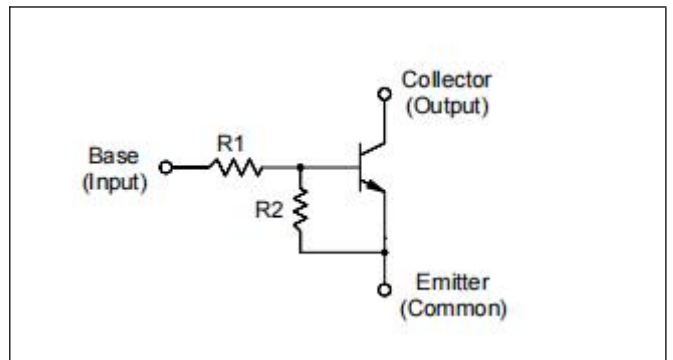 Collector
(Output)
R1
Base
(Input)
R2
Emitter
(Common)